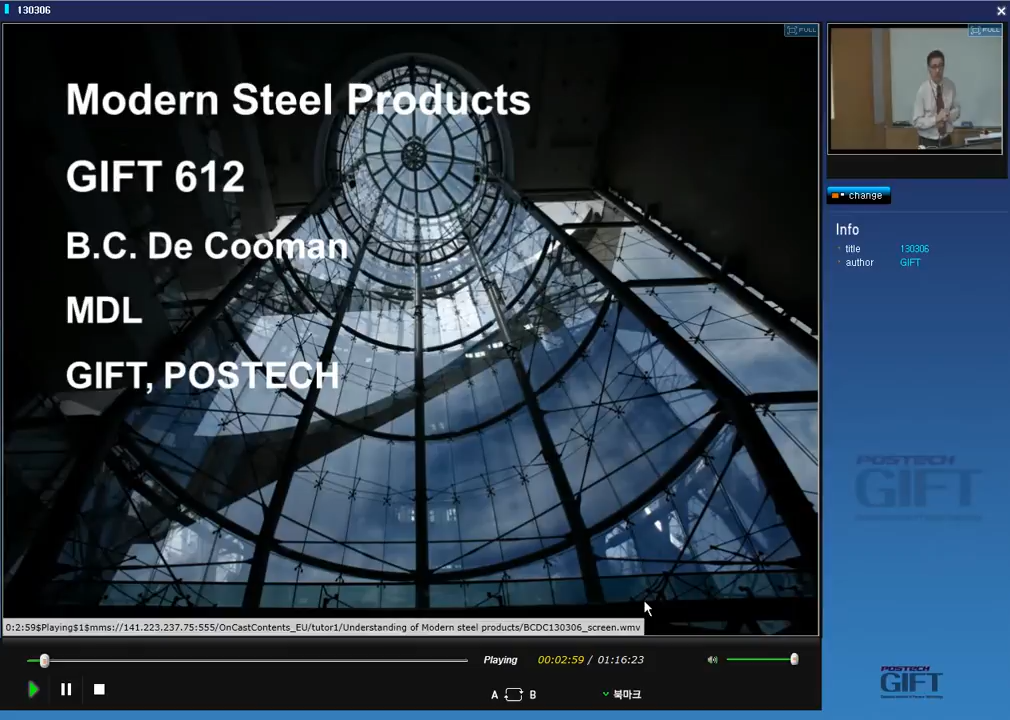 130306
FULL
Modern Steel Products
GIFT 612
B.C. De Cooman
MDL
GIFT, POSTECH
FULL
change
Info
title 130306
author GIFT
POSTECH
GIFT
0:2:59$Playing$1$mms://141.223.237.75:555/OnCastContents_EU/tutor1/Understanding of Modern steel products/BCDC130306_screen.wmv
Playing 00:02:59 / 01:16:23
A B 북마크
POSTECH
GIFT